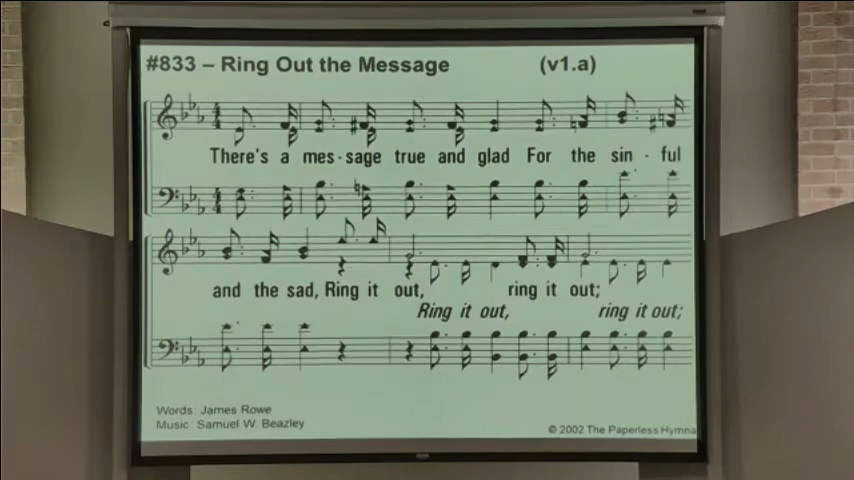 #833 – Ring Out the Message (v1.a)
There's a mes-sage true and glad For the sin-ful
and the sad, Ring it out, ring it out;
Ring it out, ring it out;
Words: James Rowe
Music: Samuel W. Beazley
© 2002 The Paperless Hymna